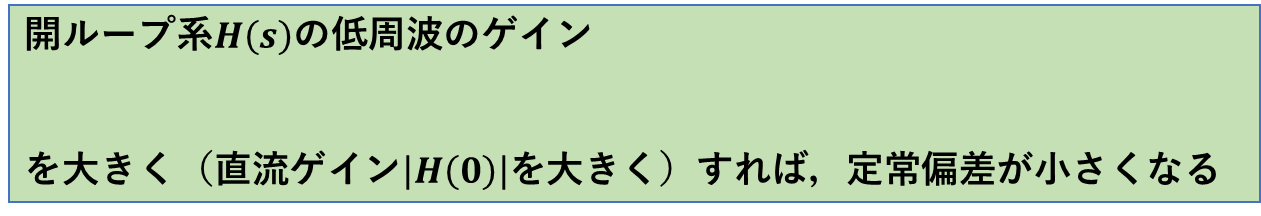 開ループ系H(s)の低周波のゲイン
を大きく（直流ゲイン|H(0)|を大きく）すれば，定常偏差が小さくなる